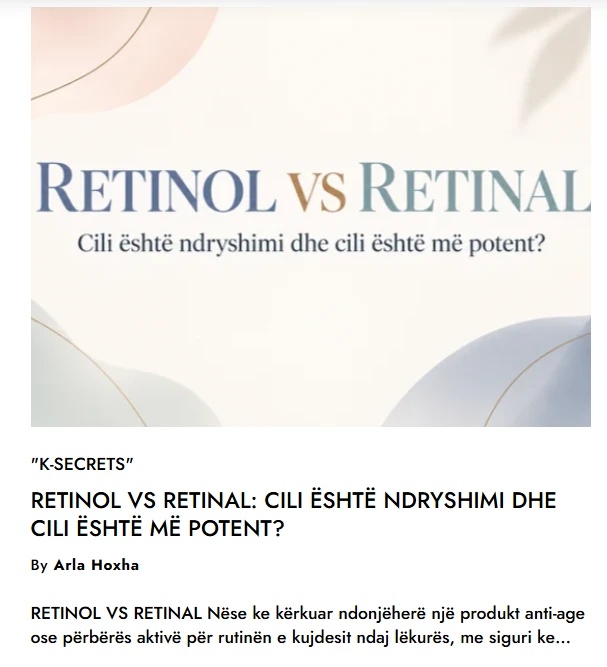 RETINOL VS RETINAL
Cili është ndryshimi dhe cili është më potent?
"K-SECRETS"
RETINOL VS RETINAL: CILI ËSHTË NDRYSHIMI DHE
CILI ËSHTË MË POTENT?
By Arla Hoxha
RETINOL VS RETINAL Nëse ke kërkuar ndonjëherë një produkt anti-age
ose përbërës aktivë për rutinën e kujdesit ndaj lëkurës, me siguri ke...